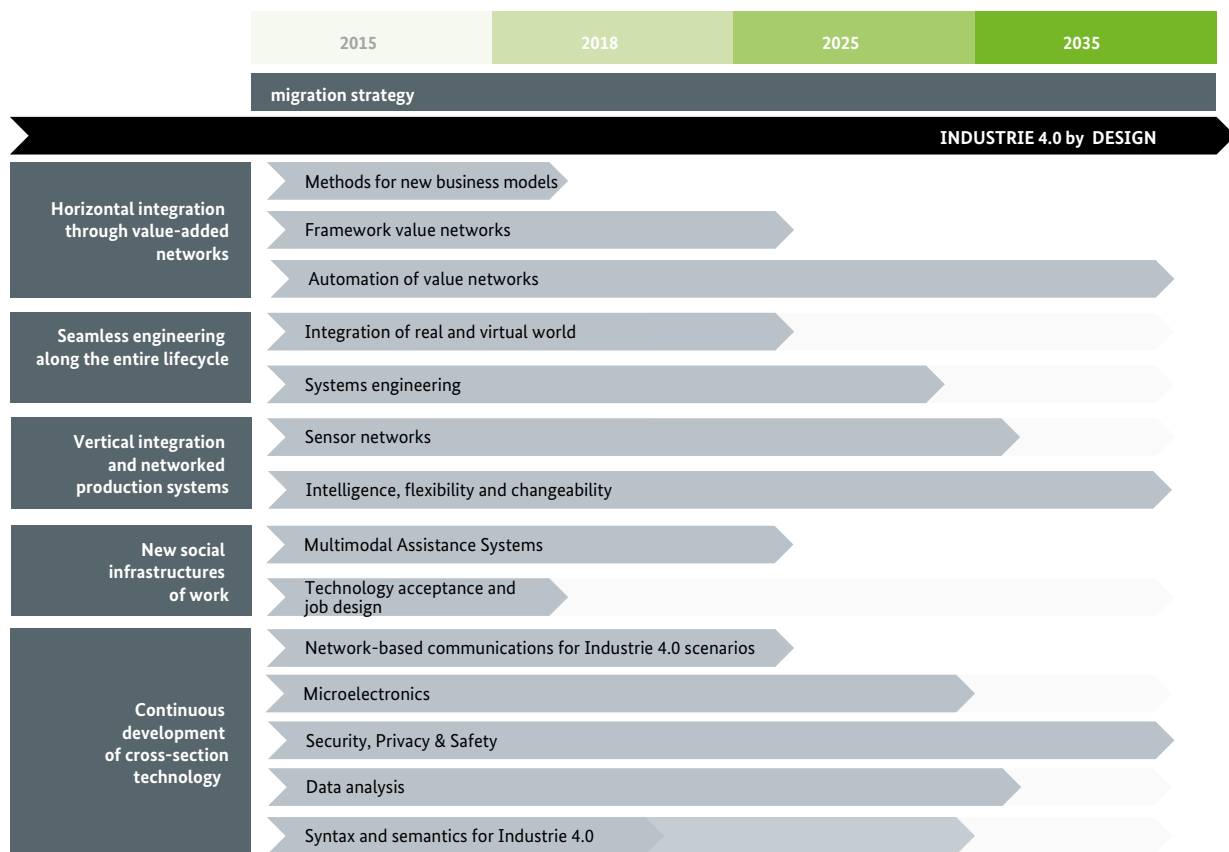 2015 2018 2025 2035
migration strategy
INDUSTRIE 4.0 by DESIGN
Horizontal integration
through value-added
networks
Methods for new business models
Framework value networks
Automation of value networks
Seamless engineering
along the entire lifecycle
Integration of real and virtual world
Systems engineering
Vertical integration
and networked
production systems
Sensor networks
Intelligence, flexibility and changeability
New social
infrastructures
of work
Multimodal Assistance Systems
Technology acceptance and
job design
Continuous
development
of cross-section
technology
Network-based communications for Industrie 4.0 scenarios
Microelectronics
Security, Privacy & Safety
Data analysis
Syntax and semantics for Industrie 4.0